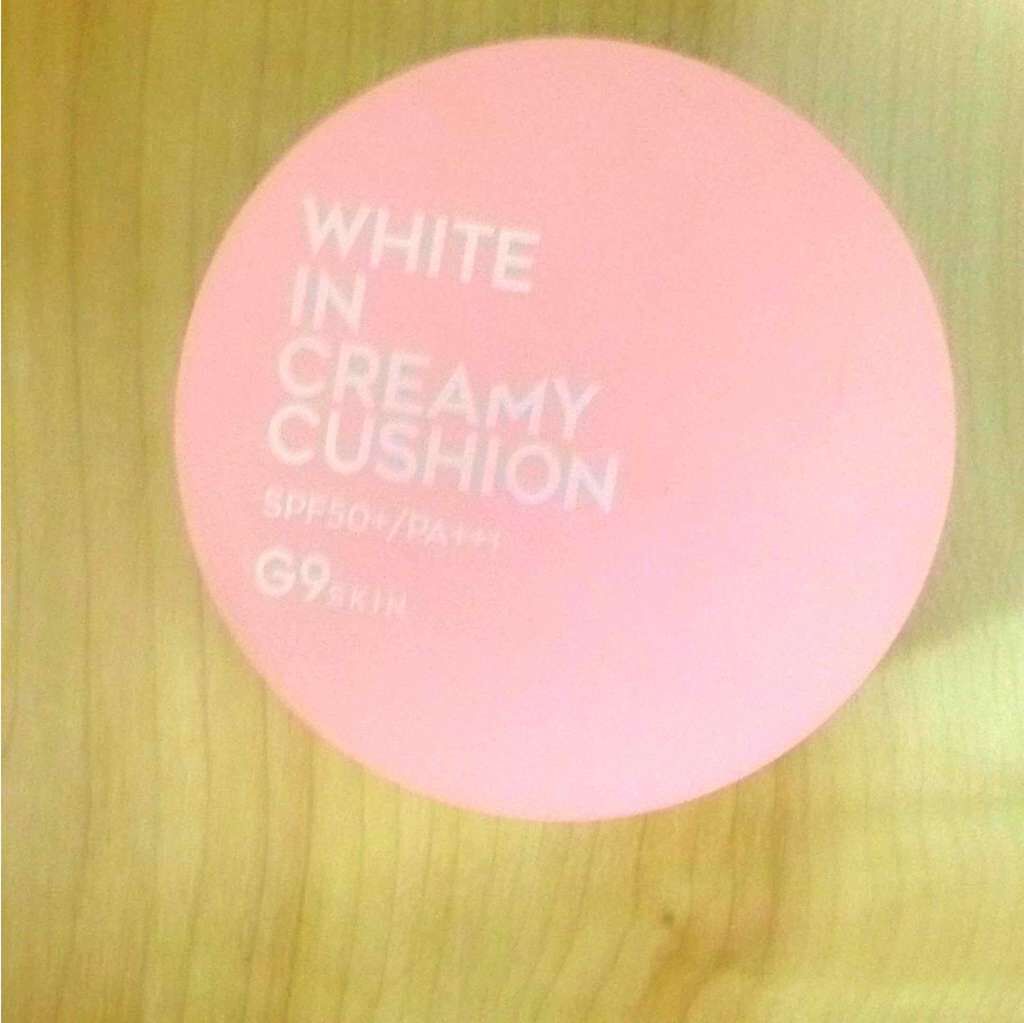 WHITE
IN
CREAMY
CUSHION
SPF50+/PA+++
G9SKIN